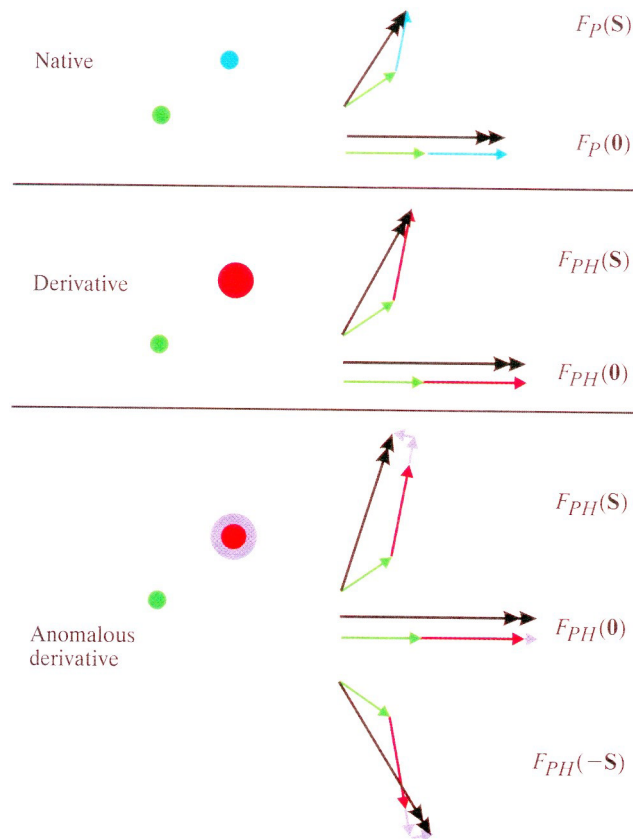 F_P(S)
Native
F_P(0)
F_PH(S)
Derivative
F_PH(0)
F_PH(S)
F_PH(0)
Anomalous
derivative
F_PH(−S)